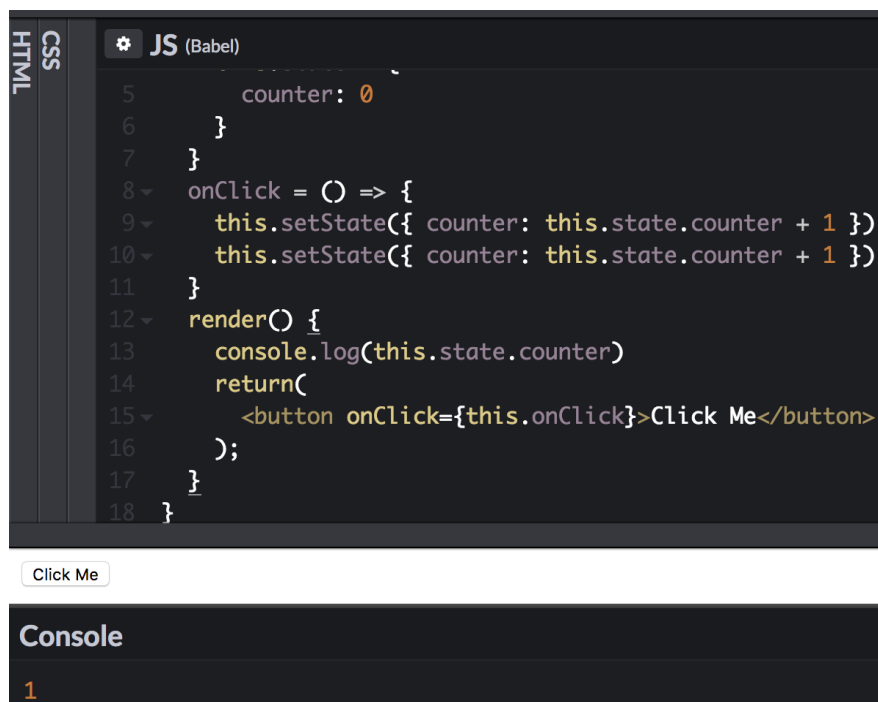 HTML
CSS
JS (Babel)
5 counter: 0
6 }
7 }
8 onClick = () => {
9 this.setState({ counter: this.state.counter + 1 })
10 this.setState({ counter: this.state.counter + 1 })
11 }
12 render() {
13 console.log(this.state.counter)
14 return(
15 <button onClick={this.onClick}>Click Me</button>
16 );
17 }
18 }
Click Me
Console
1